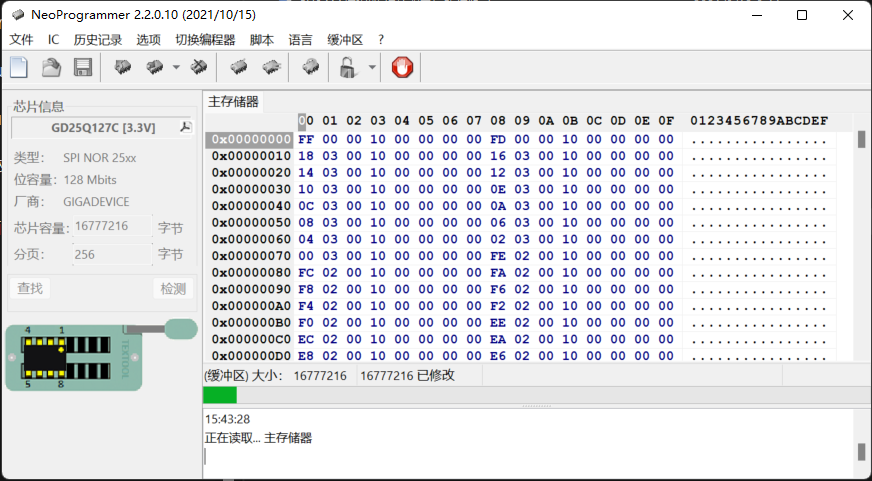 NeoProgrammer 2.2.0.10 (2021/10/15)
文件 IC 历史记录 选项 切换编程器 脚本 语言 缓冲区 ?
芯片信息
GD25Q127C [3.3V]
类型: SPI NOR 25xx
位容量: 128 Mbits
厂商: GIGADEVICE
芯片容量: 16777216 字节
分页: 256 字节
查找 检测
4 1
TEXTOOL
5 8
主存储器
00 01 02 03 04 05 06 07 08 09 0A 0B 0C 0D 0E 0F 0123456789ABCDEF
0x00000000 FF 00 00 10 00 00 00 00 FD 00 00 10 00 00 00 00 ................
0x00000010 18 03 00 10 00 00 00 00 16 03 00 10 00 00 00 00 ................
0x00000020 14 03 00 10 00 00 00 00 12 03 00 10 00 00 00 00 ................
0x00000030 10 03 00 10 00 00 00 00 0E 03 00 10 00 00 00 00 ................
0x00000040 0C 03 00 10 00 00 00 00 0A 03 00 10 00 00 00 00 ................
0x00000050 08 03 00 10 00 00 00 00 06 03 00 10 00 00 00 00 ................
0x00000060 04 03 00 10 00 00 00 00 02 03 00 10 00 00 00 00 ................
0x00000070 00 03 00 10 00 00 00 00 FE 02 00 10 00 00 00 00 ................
0x00000080 FC 02 00 10 00 00 00 00 FA 02 00 10 00 00 00 00 ................
0x00000090 F8 02 00 10 00 00 00 00 F6 02 00 10 00 00 00 00 ................
0x000000A0 F4 02 00 10 00 00 00 00 F2 02 00 10 00 00 00 00 ................
0x000000B0 F0 02 00 10 00 00 00 00 EE 02 00 10 00 00 00 00 ................
0x000000C0 EC 02 00 10 00 00 00 00 EA 02 00 10 00 00 00 00 ................
0x000000D0 E8 02 00 10 00 00 00 00 E6 02 00 10 00 00 00 00 ................
(缓冲区) 大小: 16777216 16777216 已修改
15:43:28
正在读取... 主存储器